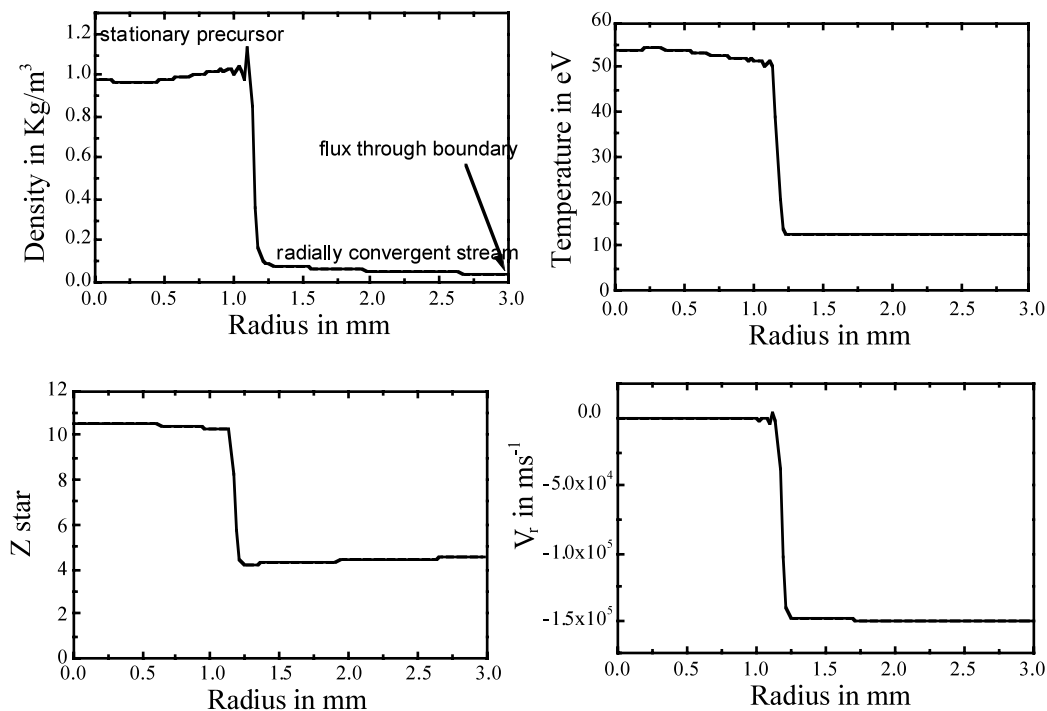 1.2
1.0
0.8
0.6
0.4
0.2
0.0
Density in Kg/m³
stationary precursor
flux through boundary
radially convergent stream
0.0 0.5 1.0 1.5 2.0 2.5 3.0
Radius in mm
60
50
40
30
20
10
0
Temperature in eV
0.0 0.5 1.0 1.5 2.0 2.5 3.0
Radius in mm
12
10
8
6
4
2
0
Z star
0.0 0.5 1.0 1.5 2.0 2.5 3.0
Radius in mm
0.0
-5.0x10⁴
-1.0x10⁵
-1.5x10⁵
Vᵣ in ms⁻¹
0.0 0.5 1.0 1.5 2.0 2.5 3.0
Radius in mm